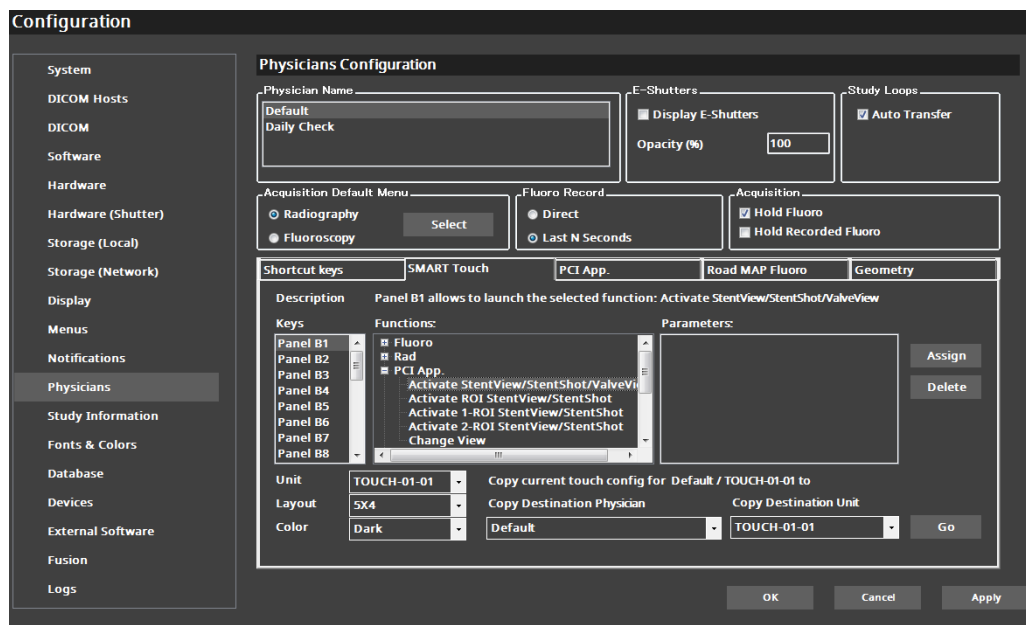 Configuration
System
DICOM Hosts
DICOM
Software
Hardware
Hardware (Shutter)
Storage (Local)
Storage (Network)
Display
Menus
Notifications
Physicians
Study Information
Fonts & Colors
Database
Devices
External Software
Fusion
Logs
Physicians Configuration
Physician Name
Default
Daily Check
E-Shutters
Display E-Shutters
Opacity (%) 100
Study Loops
Auto Transfer
Acquisition Default Menu
Radiography
Fluoroscopy
Select
Fluoro Record
Direct
Last N Seconds
Acquisition
Hold Fluoro
Hold Recorded Fluoro
Shortcut keys SMART Touch PCI App. Road MAP Fluoro Geometry
Description Panel B1 allows to launch the selected function: Activate StentView/StentShot/ValveView
Keys
Panel B1
Panel B2
Panel B3
Panel B4
Panel B5
Panel B6
Panel B7
Panel B8
Functions:
Fluoro
Rad
PCI App.
Activate StentView/StentShot/ValveVi
Activate ROI StentView/StentShot
Activate 1-ROI StentView/StentShot
Activate 2-ROI StentView/StentShot
Change View
Parameters:
Assign
Delete
Unit TOUCH-01-01
Layout 5X4
Color Dark
Copy current touch config for Default / TOUCH-01-01 to
Copy Destination Physician
Default
Copy Destination Unit
TOUCH-01-01
Go
OK Cancel Apply